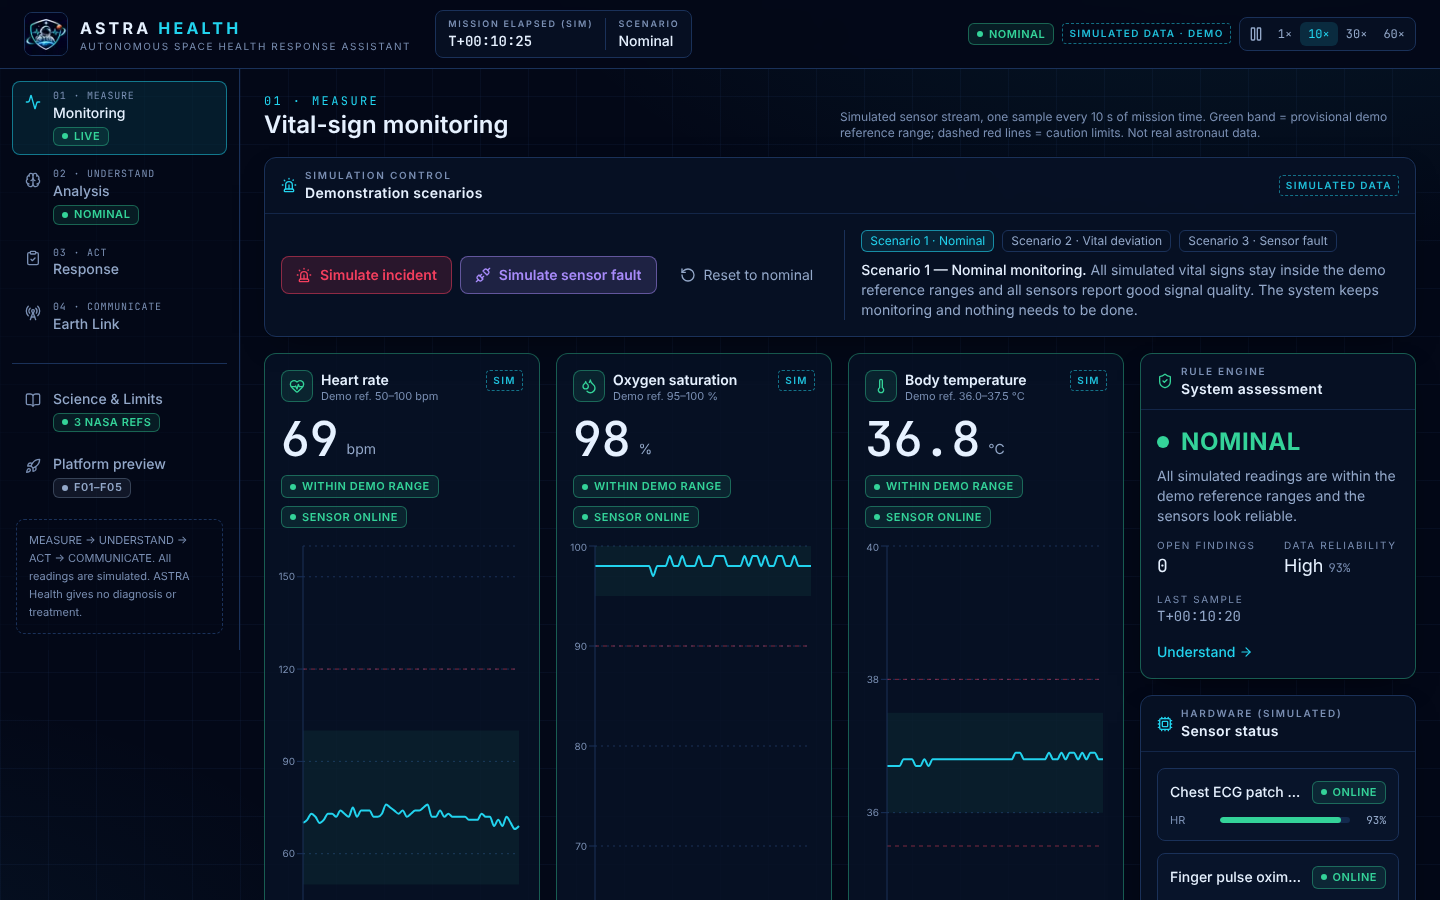 ASTRA HEALTH
AUTONOMOUS SPACE HEALTH RESPONSE ASSISTANT
MISSION ELAPSED (SIM)
T+00:10:25
SCENARIO
Nominal
NOMINAL
SIMULATED DATA · DEMO
1×
10×
30×
60×
01 · MEASURE
Monitoring
LIVE
02 · UNDERSTAND
Analysis
NOMINAL
03 · ACT
Response
04 · COMMUNICATE
Earth Link
Science & Limits
3 NASA REFS
Platform preview
F01–F05
MEASURE → UNDERSTAND →
ACT → COMMUNICATE. All
readings are simulated. ASTRA
Health gives no diagnosis or
treatment.
01 · MEASURE
Vital-sign monitoring
Simulated sensor stream, one sample every 10 s of mission time. Green band = provisional demo
reference range; dashed red lines = caution limits. Not real astronaut data.
SIMULATION CONTROL
Demonstration scenarios
SIMULATED DATA
Simulate incident
Simulate sensor fault
Reset to nominal
Scenario 1 · Nominal
Scenario 2 · Vital deviation
Scenario 3 · Sensor fault
Scenario 1 — Nominal monitoring. All simulated vital signs stay inside the demo
reference ranges and all sensors report good signal quality. The system keeps
monitoring and nothing needs to be done.
Heart rate
Demo ref. 50–100 bpm
SIM
69 bpm
WITHIN DEMO RANGE
SENSOR ONLINE
150
120
90
60
Oxygen saturation
Demo ref. 95–100 %
SIM
98 %
WITHIN DEMO RANGE
SENSOR ONLINE
100
90
80
70
Body temperature
Demo ref. 36.0–37.5 °C
SIM
36.8 °C
WITHIN DEMO RANGE
SENSOR ONLINE
40
38
36
RULE ENGINE
System assessment
NOMINAL
All simulated readings are within the
demo reference ranges and the
sensors look reliable.
OPEN FINDINGS
0
DATA RELIABILITY
High 93%
LAST SAMPLE
T+00:10:20
Understand →
HARDWARE (SIMULATED)
Sensor status
Chest ECG patch ...
ONLINE
HR
93%
Finger pulse oxim...
ONLINE